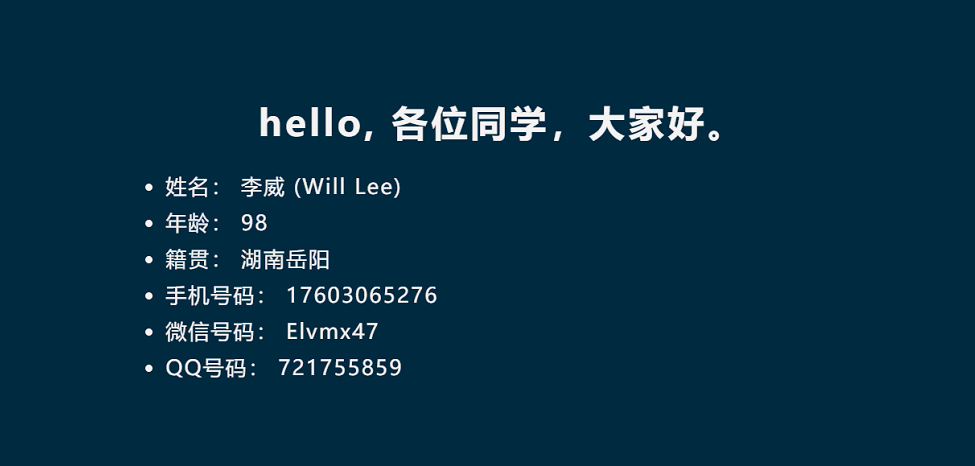 hello, 各位同学，大家好。
姓名： 李威 (Will Lee)
年龄： 98
籍贯： 湖南岳阳
手机号码： 17603065276
微信号码： Elvmx47
QQ号码： 721755859